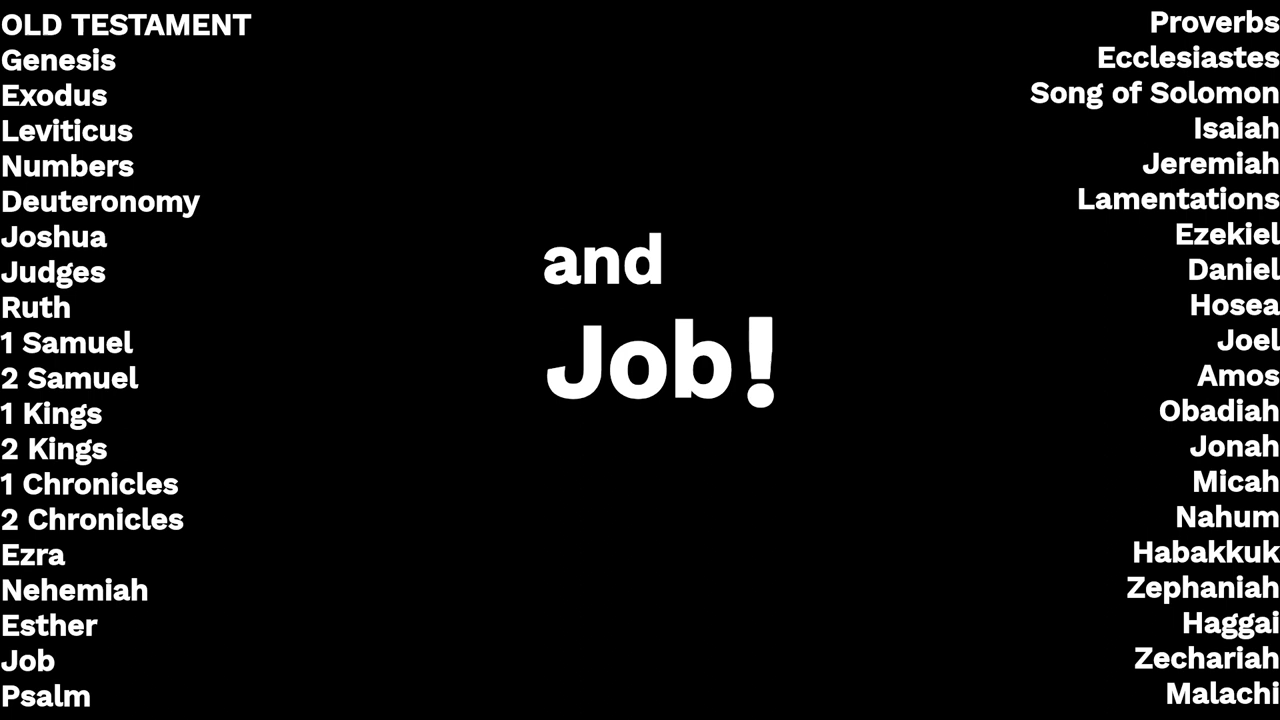 OLD TESTAMENT
Genesis
Exodus
Leviticus
Numbers
Deuteronomy
Joshua
Judges
Ruth
1 Samuel
2 Samuel
1 Kings
2 Kings
1 Chronicles
2 Chronicles
Ezra
Nehemiah
Esther
Job
Psalm
and
Job!
Proverbs
Ecclesiastes
Song of Solomon
Isaiah
Jeremiah
Lamentations
Ezekiel
Daniel
Hosea
Joel
Amos
Obadiah
Jonah
Micah
Nahum
Habakkuk
Zephaniah
Haggai
Zechariah
Malachi